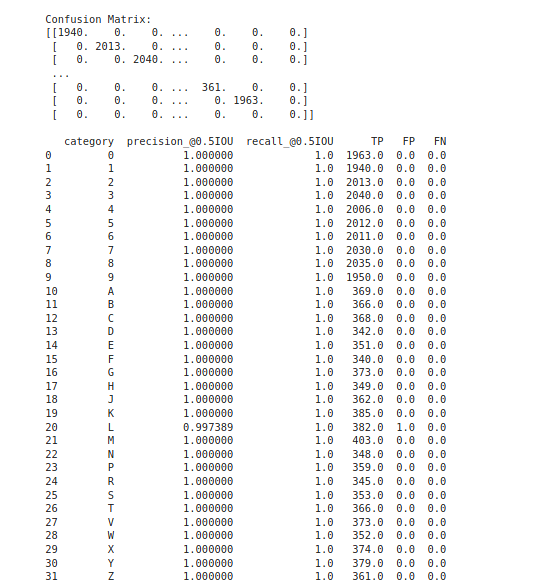 Confusion Matrix:
[[1940.    0.    0. ...    0.    0.    0.]
 [   0. 2013.    0. ...    0.    0.    0.]
 [   0.    0. 2040. ...    0.    0.    0.]
 ...
 [   0.    0.    0. ...  361.    0.    0.]
 [   0.    0.    0. ...    0. 1963.    0.]
 [   0.    0.    0. ...    0.    0.    0.]]
   category  precision_@0.5IOU  recall_@0.5IOU      TP   FP   FN
0         0           1.000000             1.0  1963.0  0.0  0.0
1         1           1.000000             1.0  1940.0  0.0  0.0
2         2           1.000000             1.0  2013.0  0.0  0.0
3         3           1.000000             1.0  2040.0  0.0  0.0
4         4           1.000000             1.0  2006.0  0.0  0.0
5         5           1.000000             1.0  2012.0  0.0  0.0
6         6           1.000000             1.0  2011.0  0.0  0.0
7         7           1.000000             1.0  2030.0  0.0  0.0
8         8           1.000000             1.0  2035.0  0.0  0.0
9         9           1.000000             1.0  1950.0  0.0  0.0
10        A           1.000000             1.0   369.0  0.0  0.0
11        B           1.000000             1.0   366.0  0.0  0.0
12        C           1.000000             1.0   368.0  0.0  0.0
13        D           1.000000             1.0   342.0  0.0  0.0
14        E           1.000000             1.0   351.0  0.0  0.0
15        F           1.000000             1.0   340.0  0.0  0.0
16        G           1.000000             1.0   373.0  0.0  0.0
17        H           1.000000             1.0   349.0  0.0  0.0
18        J           1.000000             1.0   362.0  0.0  0.0
19        K           1.000000             1.0   385.0  0.0  0.0
20        L           0.997389             1.0   382.0  1.0  0.0
21        M           1.000000             1.0   403.0  0.0  0.0
22        N           1.000000             1.0   348.0  0.0  0.0
23        P           1.000000             1.0   359.0  0.0  0.0
24        R           1.000000             1.0   345.0  0.0  0.0
25        S           1.000000             1.0   353.0  0.0  0.0
26        T           1.000000             1.0   366.0  0.0  0.0
27        V           1.000000             1.0   373.0  0.0  0.0
28        W           1.000000             1.0   352.0  0.0  0.0
29        X           1.000000             1.0   374.0  0.0  0.0
30        Y           1.000000             1.0   379.0  0.0  0.0
31        Z           1.000000             1.0   361.0  0.0  0.0